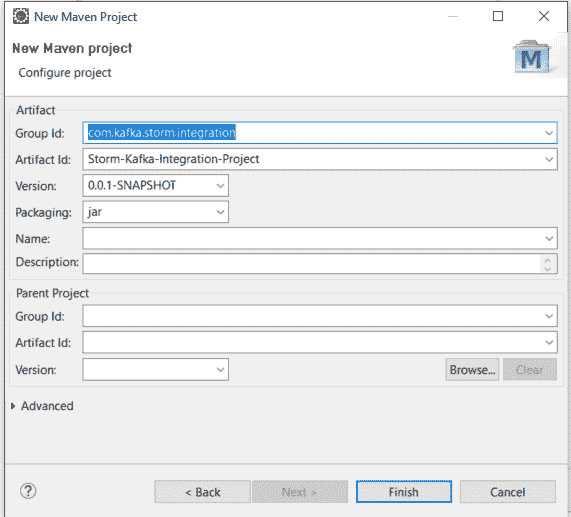 New Maven Project
New Maven project
Configure project
M
Artifact
Group Id: com.kafka.storm.integration
Artifact Id: Storm-Kafka-Integration-Project
Version: 0.0.1-SNAPSHOT
Packaging: jar
Name:
Description:
Parent Project
Group Id:
Artifact Id:
Version: Browse... Clear
Advanced
? < Back Next > Finish Cancel